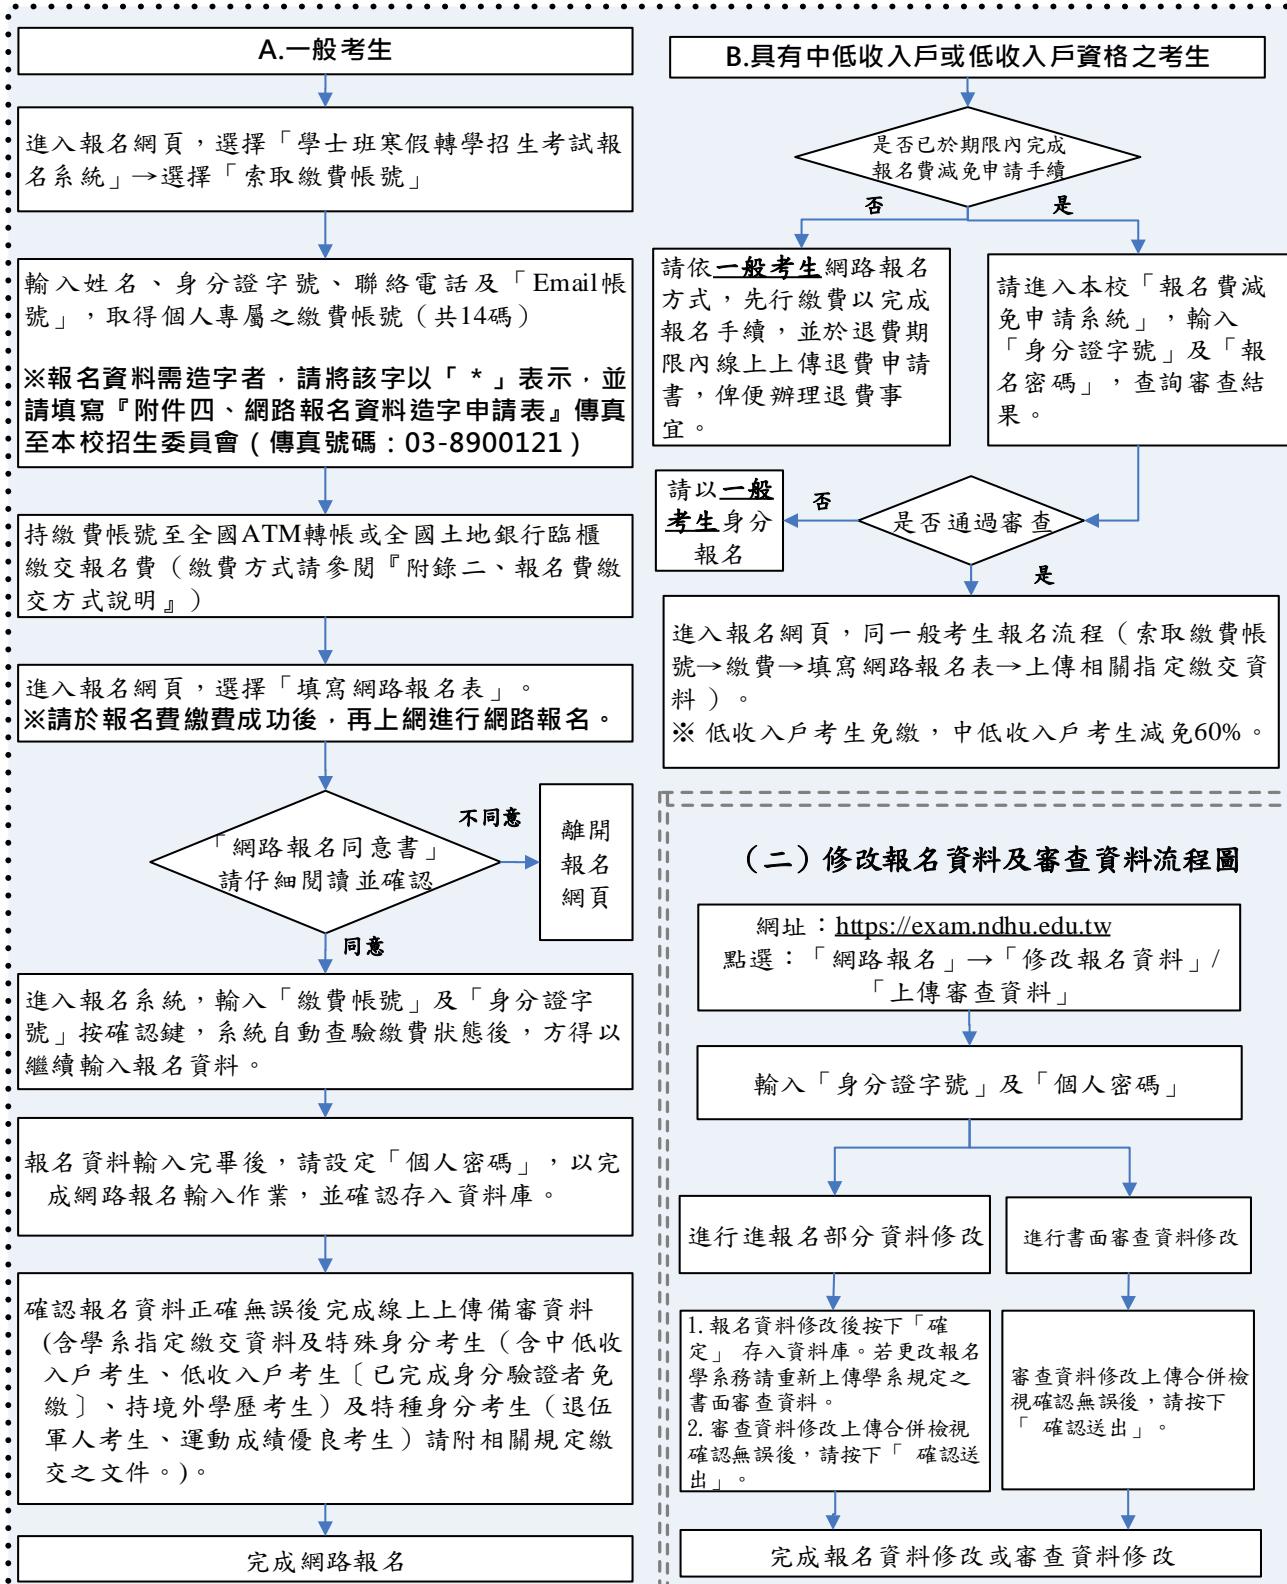 A.一般考生
進入報名網頁，選擇「學士班寒假轉學招生考試報
名系統」→選擇「索取繳費帳號」
輸入姓名、身分證字號、聯絡電話及「Email帳
號」，取得個人專屬之繳費帳號（共14碼）
※報名資料需造字者，請將該字以「＊」表示，並
請填寫『附件四、網路報名資料造字申請表』傳真
至本校招生委員會（傳真號碼：03-8900121）
持繳費帳號至全國ATM轉帳或全國土地銀行臨櫃
繳交報名費（繳費方式請參閱『附錄二、報名費繳
交方式說明』）
進入報名網頁，選擇「填寫網路報名表」。
※請於報名費繳費成功後，再上網進行網路報名。
「網路報名同意書」
請仔細閱讀並確認
不同意
離開
報名
網頁
同意
進入報名系統，輸入「繳費帳號」及「身分證字
號」按確認鍵，系統自動查驗繳費狀態後，方得以
繼續輸入報名資料。
報名資料輸入完畢後，請設定「個人密碼」，以完
成網路報名輸入作業，並確認存入資料庫。
確認報名資料正確無誤後完成線上上傳備審資料
(含學系指定繳交資料及特殊身分考生（含中低收
入戶考生、低收入戶考生〔已完成身分驗證者免
繳〕、持境外學歷考生）及特種身分考生（退伍
軍人考生、運動成績優良考生）請附相關規定繳
交之文件。)。
完成網路報名
B.具有中低收入戶或低收入戶資格之考生
是否已於期限內完成
報名費減免申請手續
否
是
請依一般考生網路報名
方式，先行繳費以完成
報名手續，並於退費期
限內線上上傳退費申請
書，俾便辦理退費事
宜。
請進入本校「報名費減
免申請系統」，輸入
「身分證字號」及「報
名密碼」，查詢審查結
果。
請以一般
考生身分
報名
否
是否通過審查
是
進入報名網頁，同一般考生報名流程（索取繳費帳
號→繳費→填寫網路報名表→上傳相關指定繳交資
料）。
※ 低收入戶考生免繳，中低收入戶考生減免60%。
（二）修改報名資料及審查資料流程圖
網址：https://exam.ndhu.edu.tw
點選：「網路報名」→「修改報名資料」/
「上傳審查資料」
輸入「身分證字號」及「個人密碼」
進行進報名部分資料修改
進行書面審查資料修改
1. 報名資料修改後按下「確
定」 存入資料庫。若更改報名
學系務請重新上傳學系規定之
書面審查資料。
2. 審查資料修改上傳合併檢視
確認無誤後，請按下「 確認送
出」。
審查資料修改上傳合併檢
視確認無誤後，請按下
「 確認送出」。
完成報名資料修改或審查資料修改